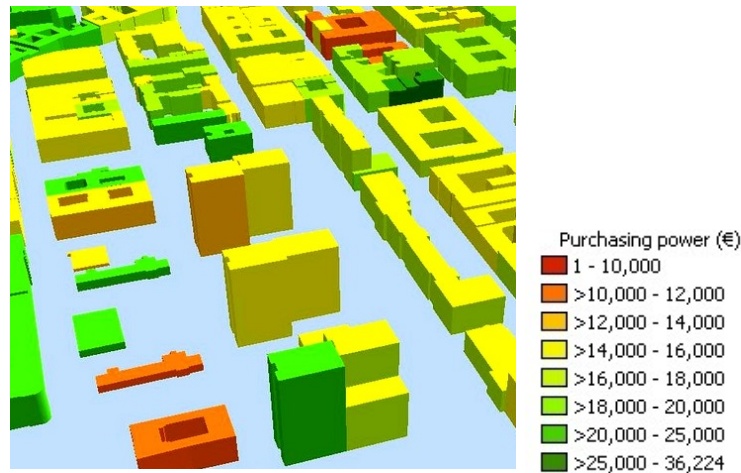 Purchasing power (€)
1 - 10,000
>10,000 - 12,000
>12,000 - 14,000
>14,000 - 16,000
>16,000 - 18,000
>18,000 - 20,000
>20,000 - 25,000
>25,000 - 36,224